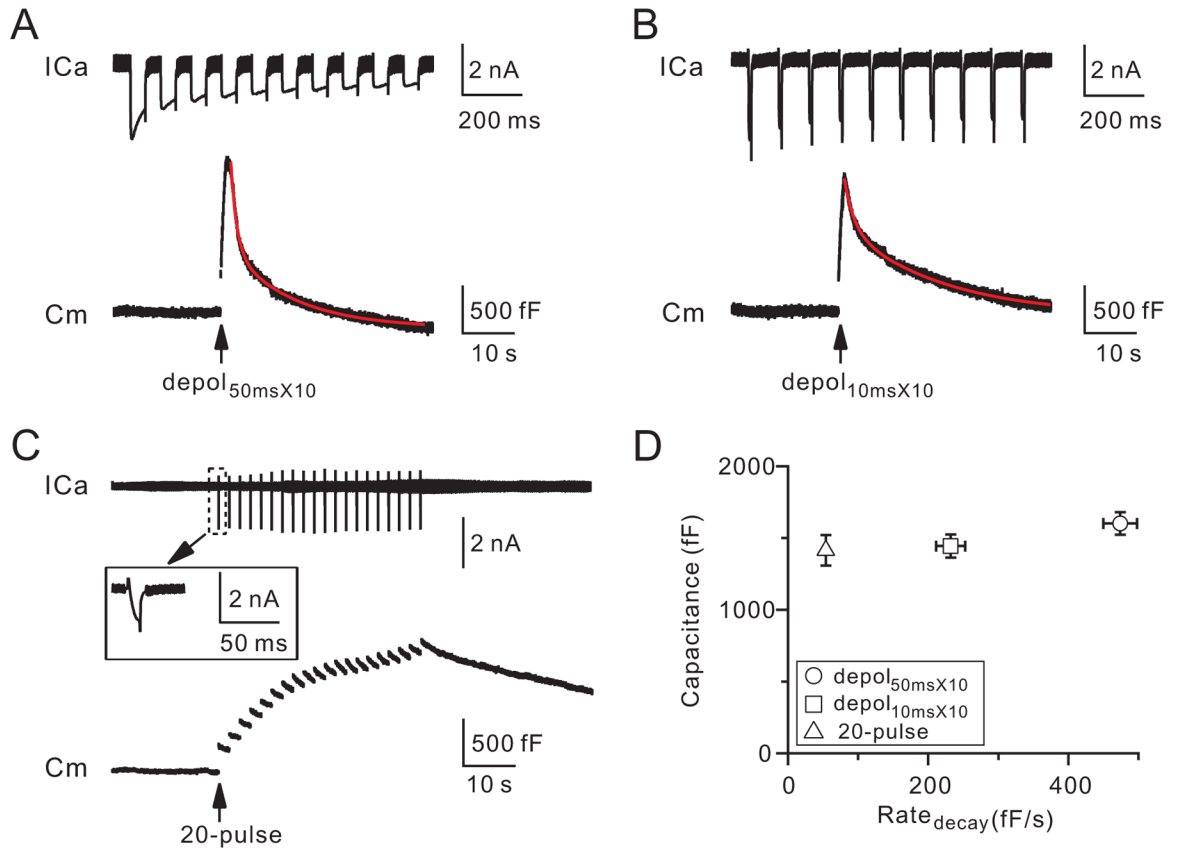 A
ICa
2 nA
200 ms
Cm
500 fF
10 s
depol50msX10
B
ICa
2 nA
200 ms
Cm
500 fF
10 s
depol10msX10
C
ICa
2 nA
2 nA
50 ms
Cm
500 fF
10 s
20-pulse
D
Capacitance (fF)
2000
1000
0
depol50msX10
depol10msX10
20-pulse
0 200 400
Ratedecay(fF/s)